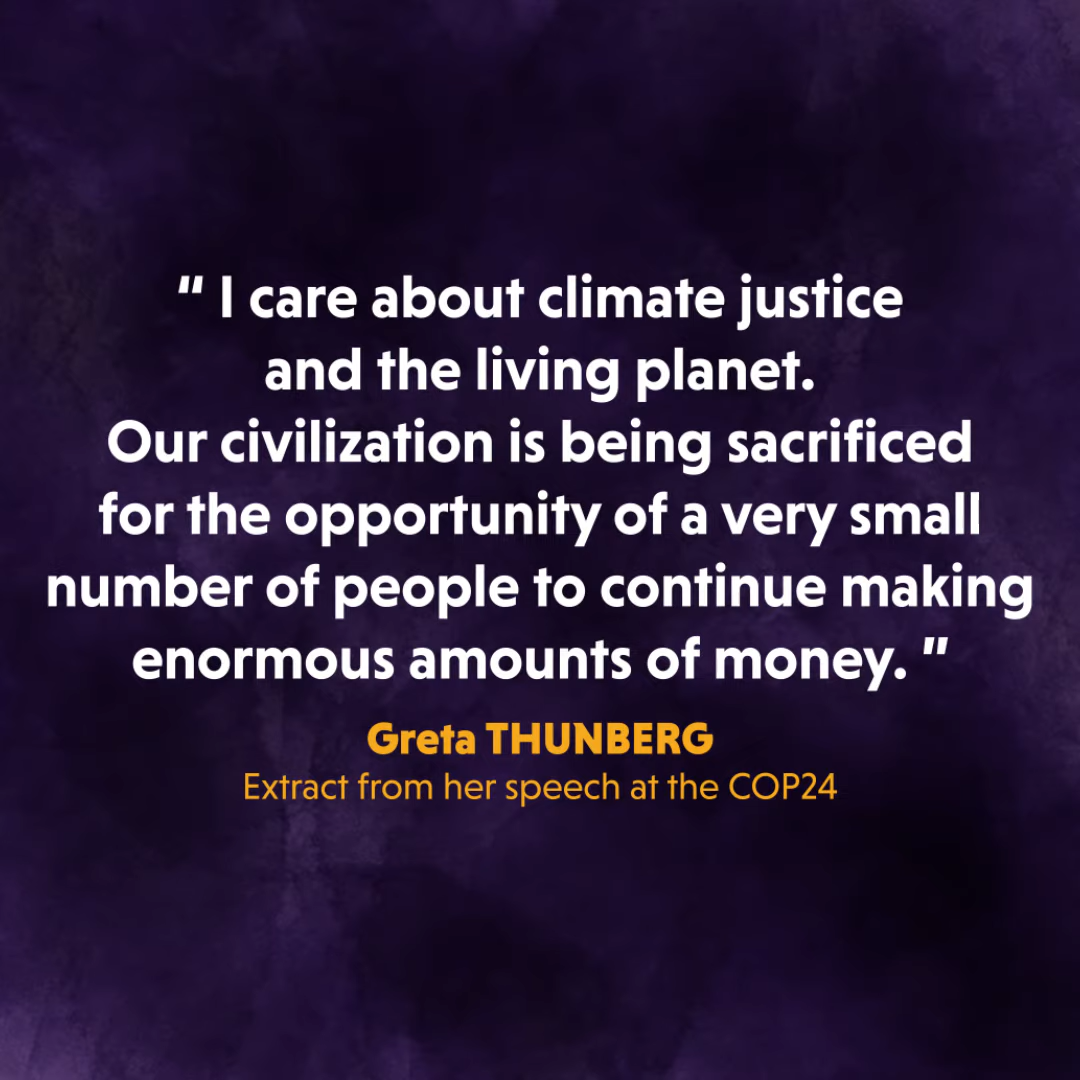 “ I care about climate justice
and the living planet.
Our civilization is being sacrificed
for the opportunity of a very small
number of people to continue making
enormous amounts of money. ”
Greta THUNBERG
Extract from her speech at the COP24